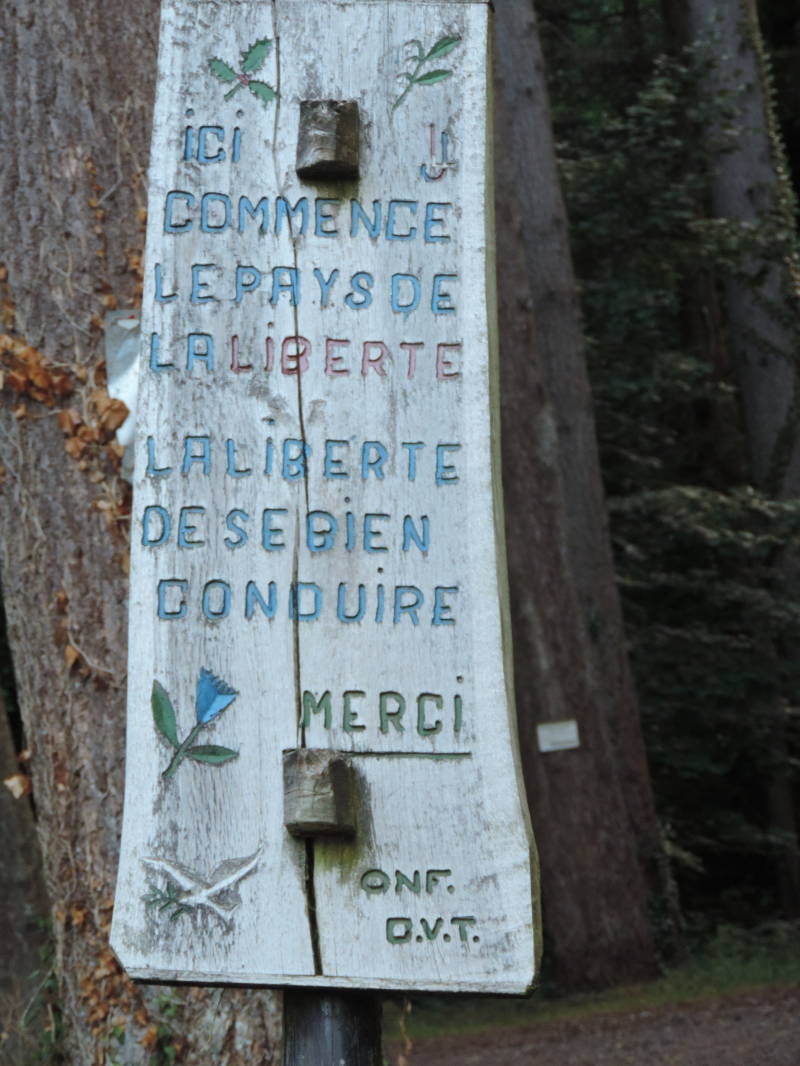 iCi
COMMENCE
LE PAYS DE
LA LiBERTE
LA LiBERTE
DE SE BiEN
CONDUiRE
MERCi
ONF.
D.V.T.